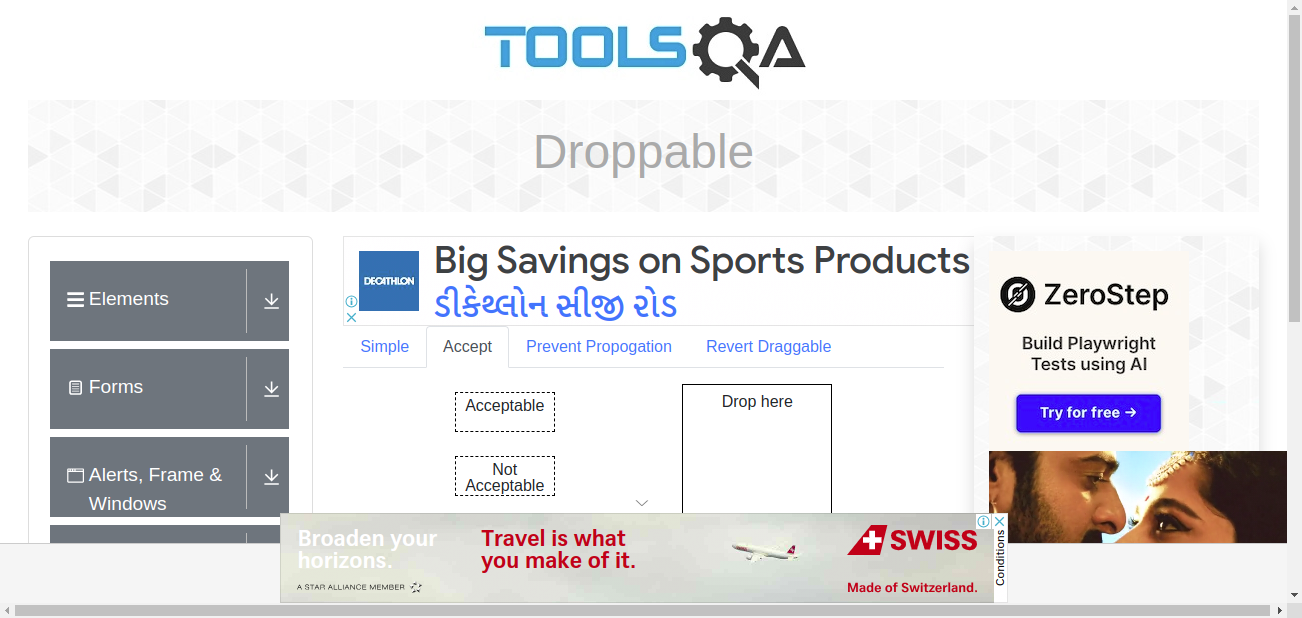 TOOLSQA
Droppable
Elements
Forms
Alerts, Frame &
Windows
DECATHLON
Big Savings on Sports Products
ડીકેથ્લોન સીજી રોડ
Simple
Accept
Prevent Propogation
Revert Draggable
Acceptable
Not
Acceptable
Drop here
ZeroStep
Build Playwright
Tests using AI
Try for free →
Broaden your
horizons.
A STAR ALLIANCE MEMBER
Travel is what
you make of it.
SWISS
Made of Switzerland.
Conditions